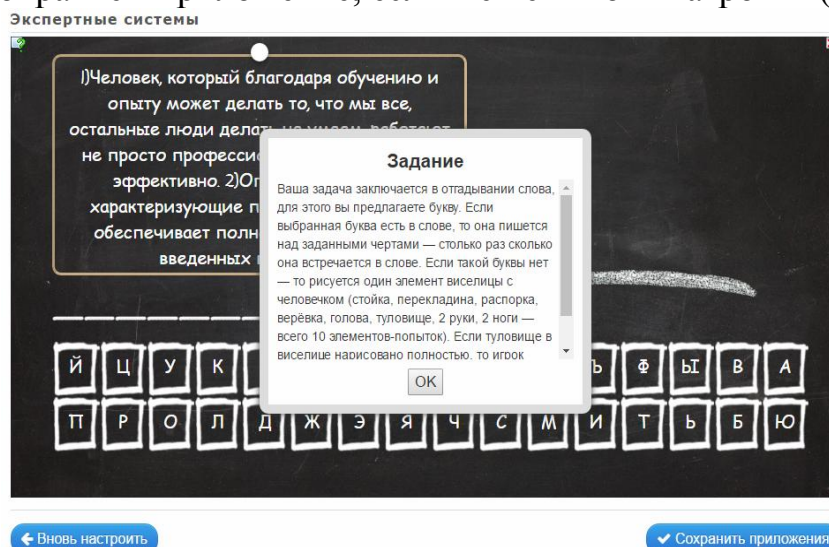 Экспертные системы
1)Человек, который благодаря обучению и
опыту может делать то, что мы все,
остальные люди
не просто
эффективно.
характеризующие
обеспечивает
введенных
Задание
Ваша задача заключается в отгадывании слова,
для этого вы предлагаете букву. Если
выбранная буква есть в слове, то она пишется
над заданными чертами — столько раз сколько
она встречается в слове. Если такой буквы нет
— то рисуется один элемент виселицы с
человечком (стойка, перекладина, распорка,
верёвка, голова, туловище, 2 руки, 2 ноги —
всего 10 элементов-попыток). Если туловище в
виселице нарисовано полностью, то игрок
OK
Й Ц У К Ъ Ф Ы В А
П Р О Л Д Ж Э Я Ч С М И Т Ь Б Ю
Вновь настроить
Сохранить приложения